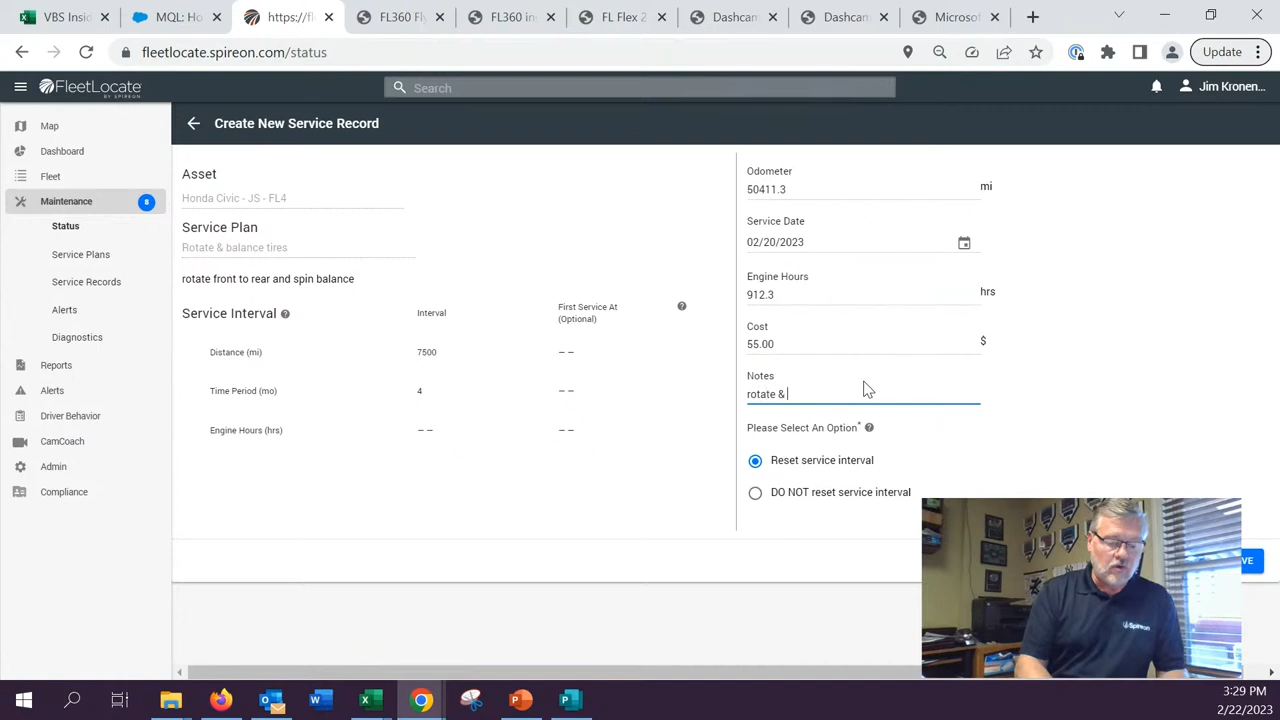 VBS Insid
MQL: Ho
https://fl
FL360 Fly
FL360 in
FL Flex 2
Dashcam
Dashcam
Microsof
fleetlocate.spireon.com/status
Update
FleetLocate
BY SPIREON
Search
Jim Kronen...
Map
Dashboard
Fleet
Maintenance
8
Status
Service Plans
Service Records
Alerts
Diagnostics
Reports
Alerts
Driver Behavior
CamCoach
Admin
Compliance
Create New Service Record
Asset
Honda Civic - JS - FL4
Service Plan
Rotate & balance tires
rotate front to rear and spin balance
Service Interval
Interval
First Service At
(Optional)
Distance (mi) 7500 – –
Time Period (mo) 4 – –
Engine Hours (hrs) – – – –
Odometer
50411.3 mi
Service Date
02/20/2023
Engine Hours
912.3 hrs
Cost
55.00 $
Notes
rotate &
Please Select An Option*
Reset service interval
DO NOT reset service interval
VE
Spireon
3:29 PM
2/22/2023